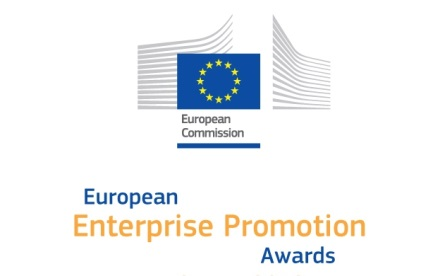 European
Commission
European
Enterprise Promotion
Awards